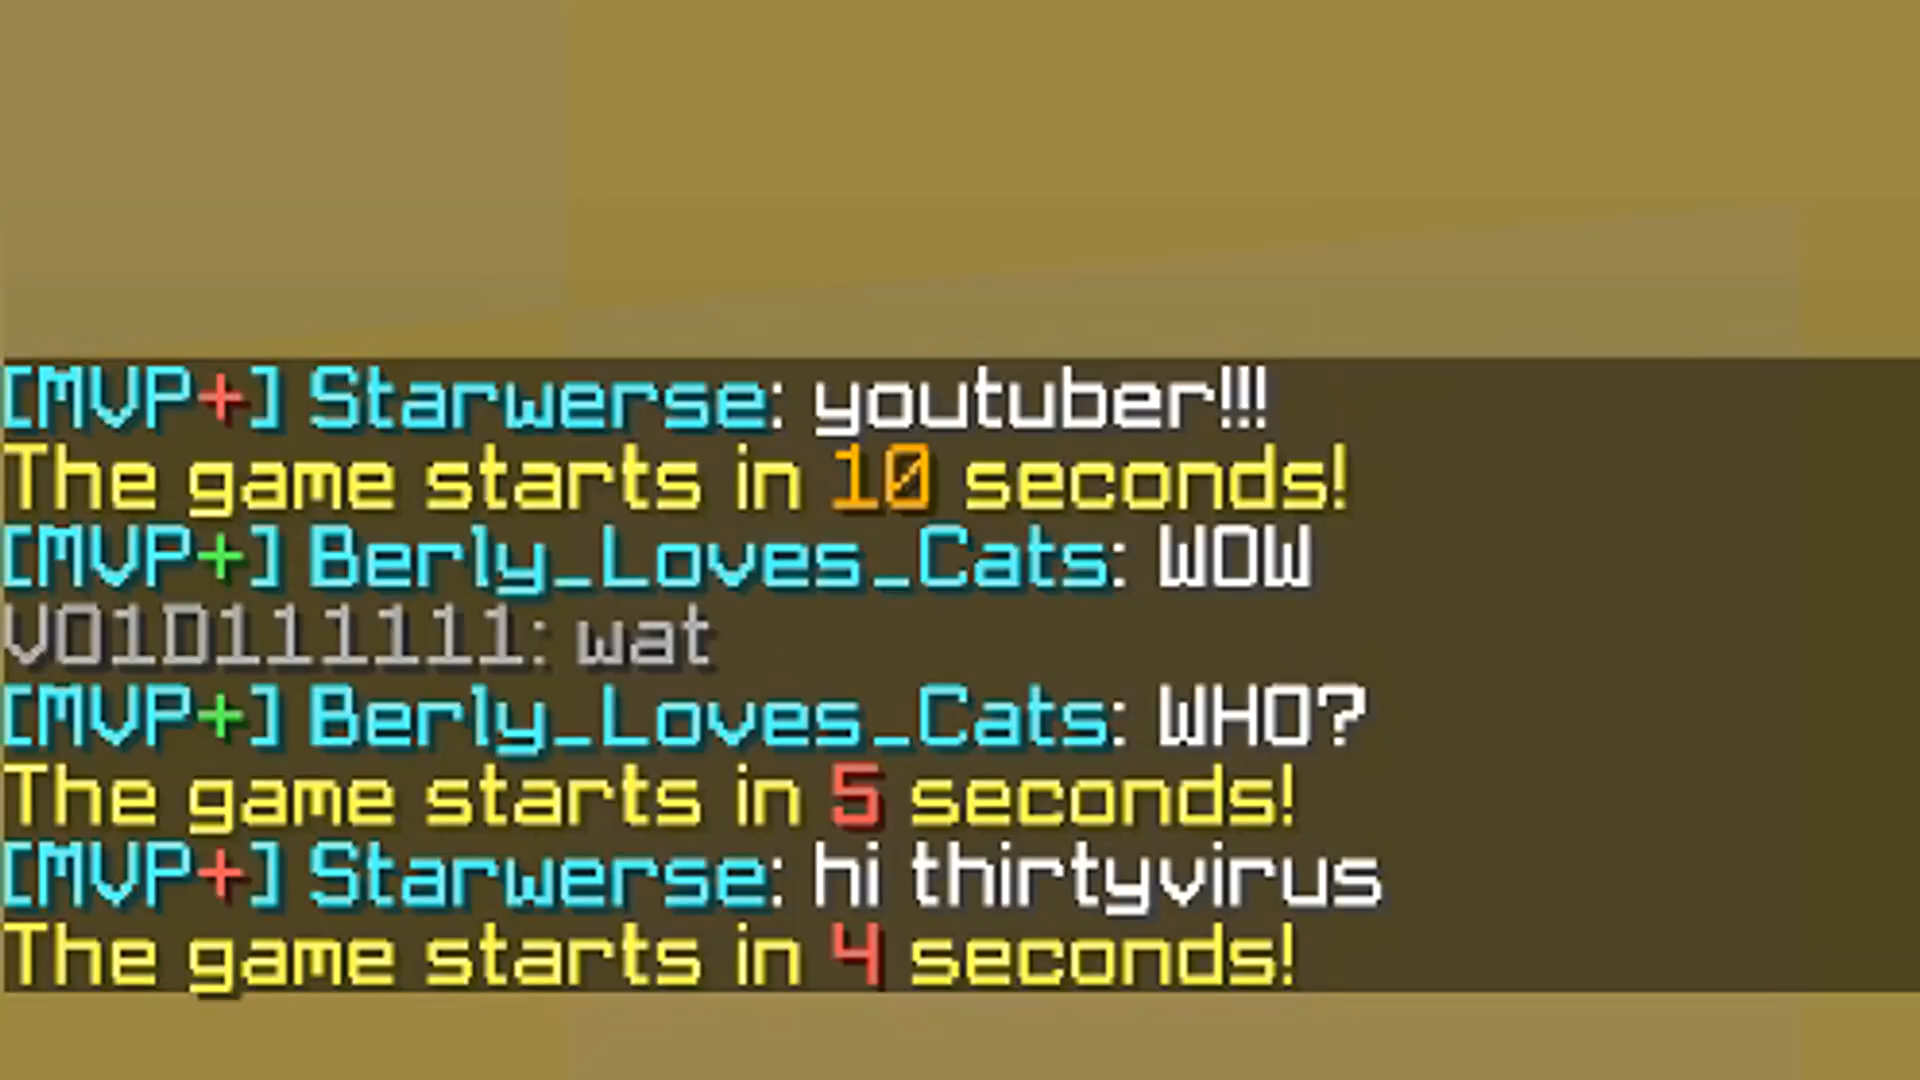 [MVP+] Starwerse: youtuber!!!
The game starts in 10 seconds!
[MVP+] Berly_Loves_Cats: WOW
V01D111111: wat
[MVP+] Berly_Loves_Cats: WHO?
The game starts in 5 seconds!
[MVP+] Starwerse: hi thirtyvirus
The game starts in 4 seconds!